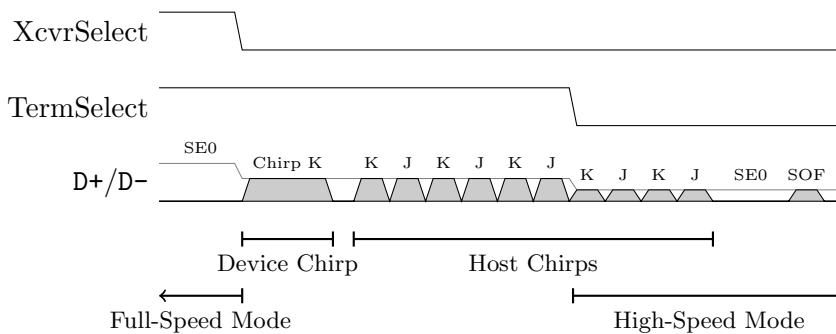 XcvrSelect
TermSelect
SE0
Chirp K K J K J K J
K J K J SE0 SOF
D+/D-
Device Chirp
Host Chirps
Full-Speed Mode
High-Speed Mode